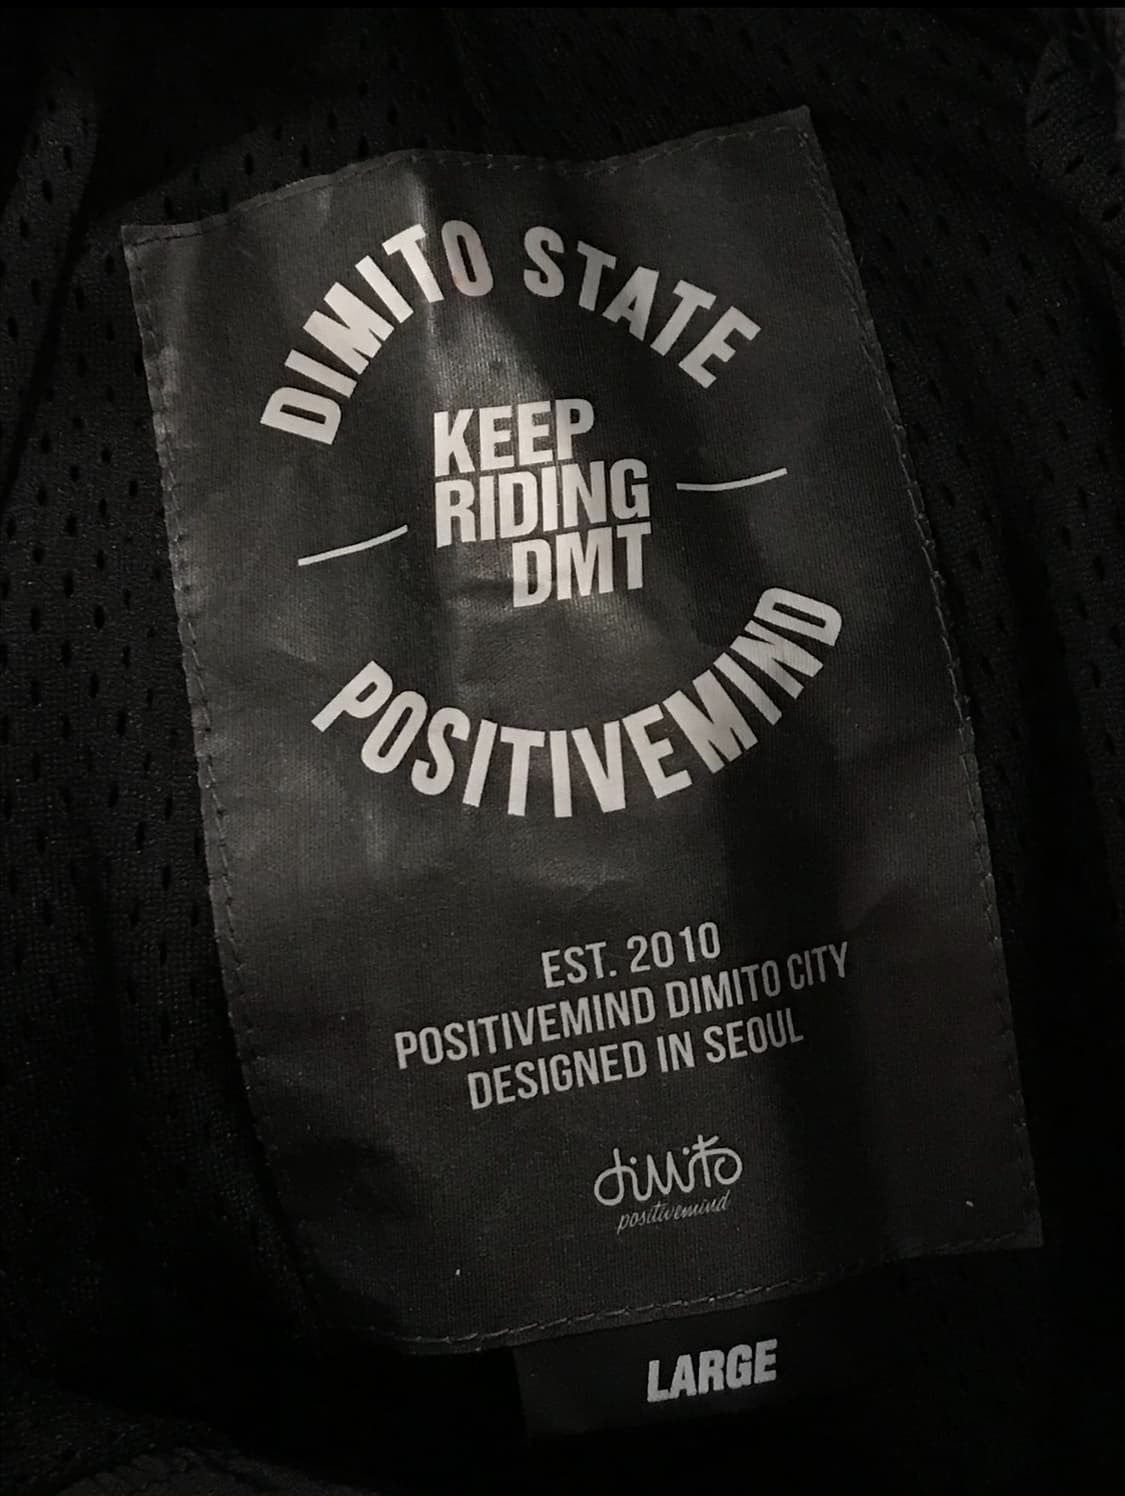 DIMITO STATE
KEEP
RIDING
DMT
POSITIVEMIND
EST. 2010
POSITIVEMIND DIMITO CITY
DESIGNED IN SEOUL
dimito
positivemind
LARGE